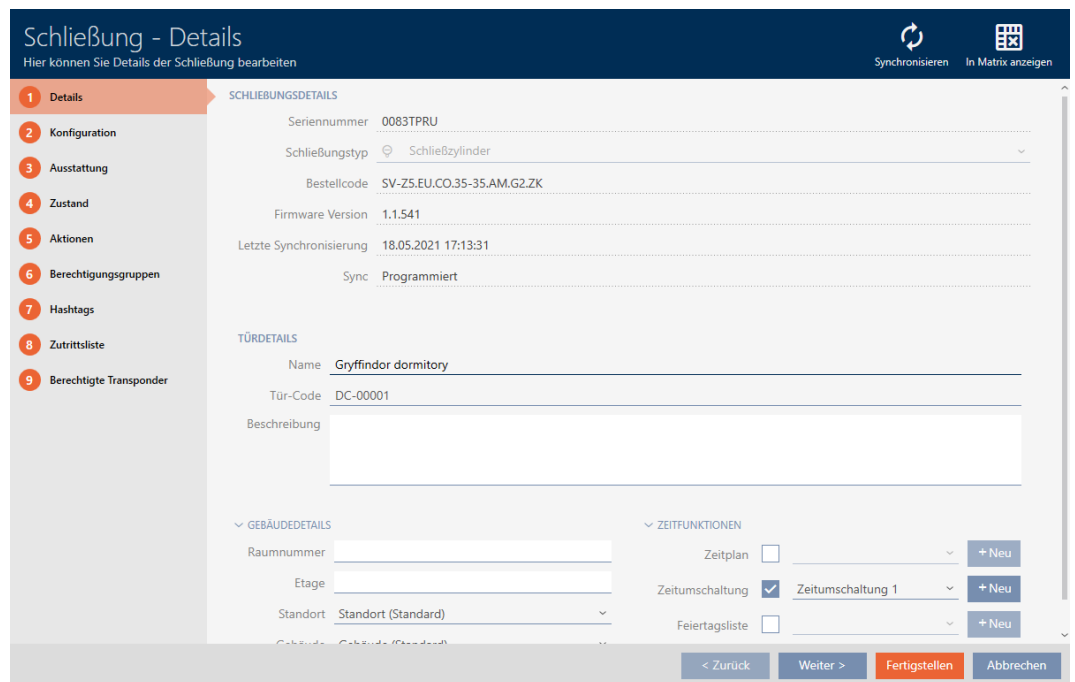 Schließung - Details
Hier können Sie Details der Schließung bearbeiten
Synchronisieren
In Matrix anzeigen
1 Details
2 Konfiguration
3 Ausstattung
4 Zustand
5 Aktionen
6 Berechtigungsgruppen
7 Hashtags
8 Zutrittsliste
9 Berechtigte Transponder
SCHLIEßUNGSDETAILS
Seriennummer 0083TPRU
Schließungstyp Schließzylinder
Bestellcode SV-Z5.EU.CO.35-35.AM.G2.ZK
Firmware Version 1.1.541
Letzte Synchronisierung 18.05.2021 17:13:31
Sync Programmiert
TÜRDETAILS
Name Gryffindor dormitory
Tür-Code DC-00001
Beschreibung
GEBÄUDEDETAILS
Raumnummer
Etage
Standort Standort (Standard)
Gebäude Gebäude (Standard)
ZEITFUNKTIONEN
Zeitplan + Neu
Zeitumschaltung Zeitumschaltung 1 + Neu
Feiertagsliste + Neu
< Zurück
Weiter >
Fertigstellen
Abbrechen